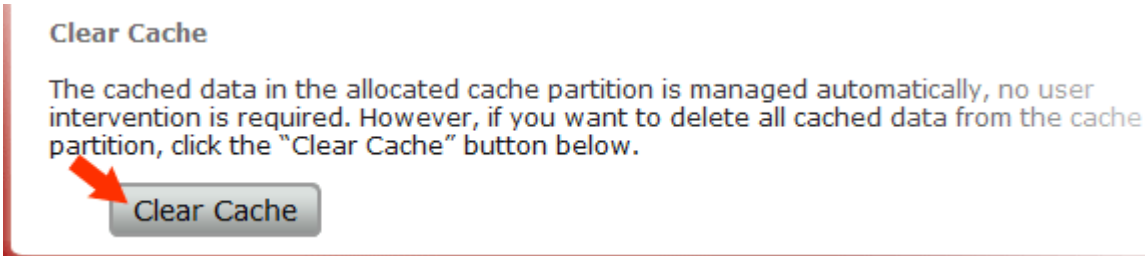 Clear Cache
The cached data in the allocated cache partition is managed automatically, no user
intervention is required. However, if you want to delete all cached data from the cache
partition, click the “Clear Cache” button below.
Clear Cache